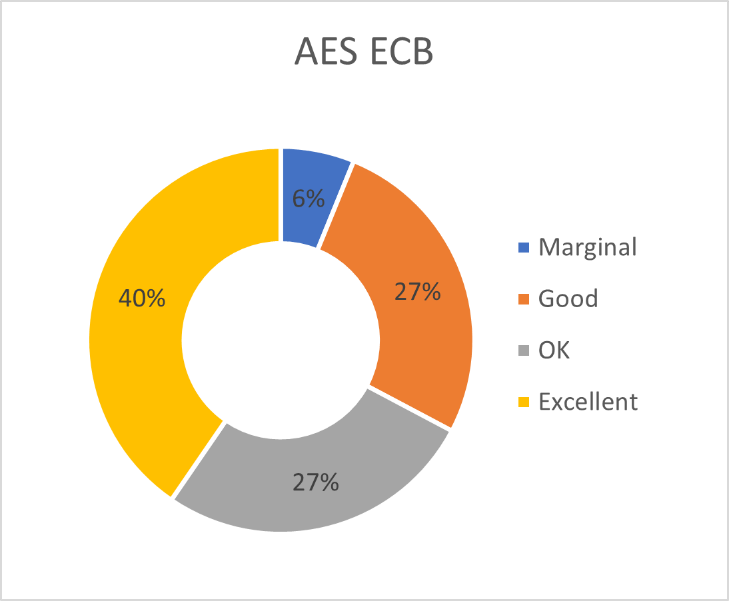 AES ECB
6%
27%
27%
40%
Marginal
Good
OK
Excellent